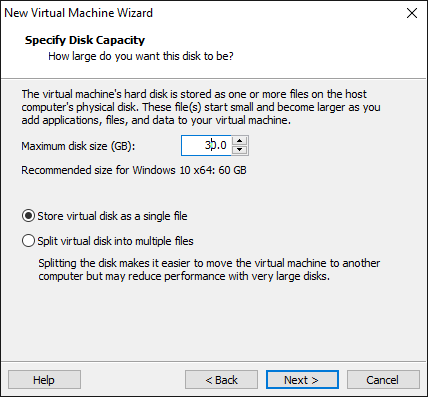 New Virtual Machine Wizard
Specify Disk Capacity
How large do you want this disk to be?
The virtual machine's hard disk is stored as one or more files on the host
computer's physical disk. These file(s) start small and become larger as you
add applications, files, and data to your virtual machine.
Maximum disk size (GB): 30.0
Recommended size for Windows 10 x64: 60 GB
Store virtual disk as a single file
Split virtual disk into multiple files
Splitting the disk makes it easier to move the virtual machine to another
computer but may reduce performance with very large disks.
Help < Back Next > Cancel